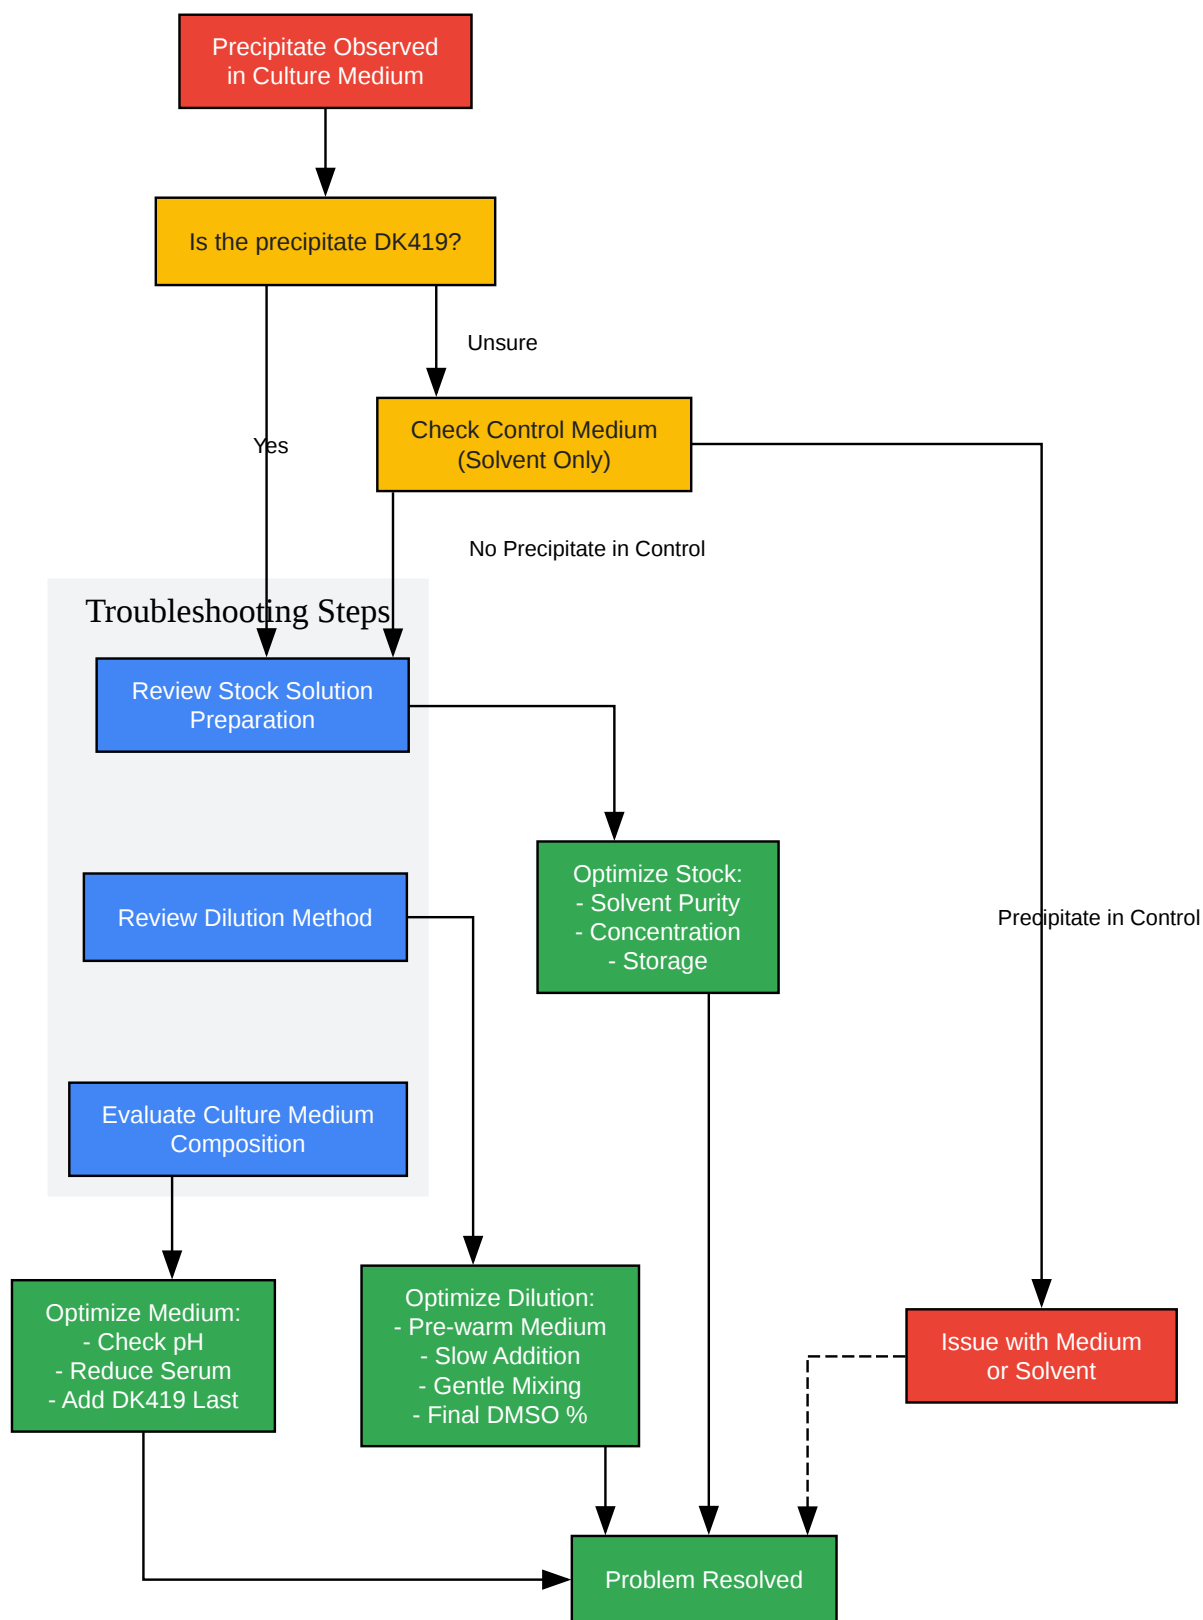 Precipitate Observed
in Culture Medium
Is the precipitate DK419?
Unsure
Check Control Medium
(Solvent Only)
Yes
No Precipitate in Control
Troubleshooting Steps
Review Stock Solution
Preparation
Optimize Stock:
- Solvent Purity
- Concentration
- Storage
Review Dilution Method
Precipitate in Control
Evaluate Culture Medium
Composition
Optimize Medium:
- Check pH
- Reduce Serum
- Add DK419 Last
Optimize Dilution:
- Pre-warm Medium
- Slow Addition
- Gentle Mixing
- Final DMSO %
Issue with Medium
or Solvent
Problem Resolved